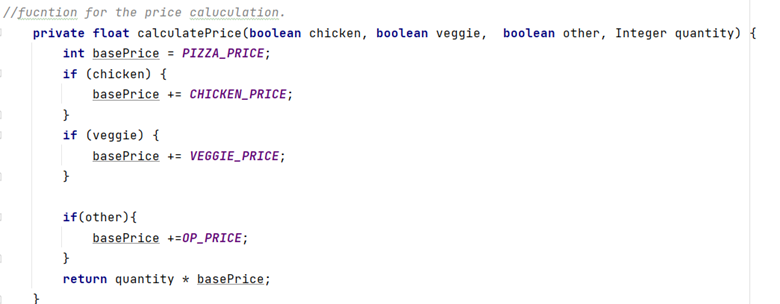 //fucntion for the price caluculation.
private float calculatePrice(boolean chicken, boolean veggie,  boolean other, Integer quantity) {
int basePrice = PIZZA_PRICE;
if (chicken) {
basePrice += CHICKEN_PRICE;
}
if (veggie) {
basePrice += VEGGIE_PRICE;
}
if(other){
basePrice +=OP_PRICE;
}
return quantity * basePrice;
}